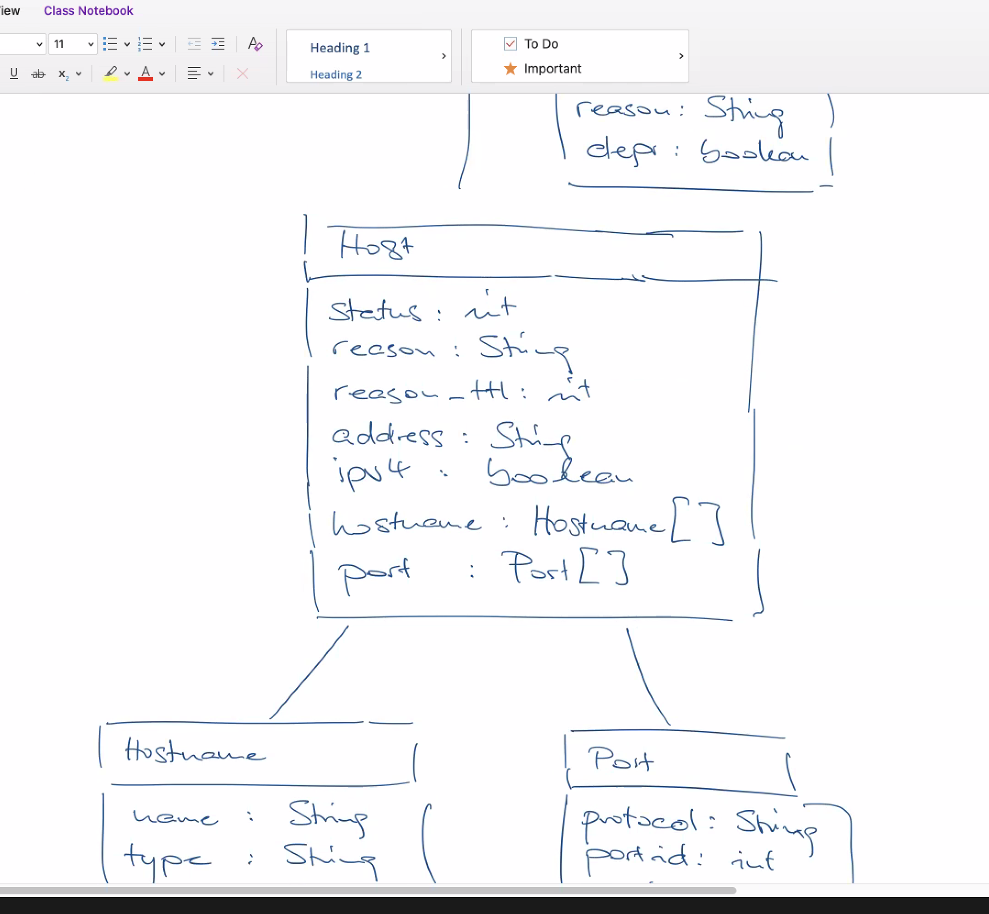 iew Class Notebook
11
Heading 1
To Do
Heading 2
Important
U ab x₂ A
reason: String
depr : boolean
Host
status : int
reason : String
reason_ttl : int
address : String
ipv4 : boolean
hostname : Hostname[]
port : Port[]
Hostname
Port
name : String
protocol : String
type : String
portid : int